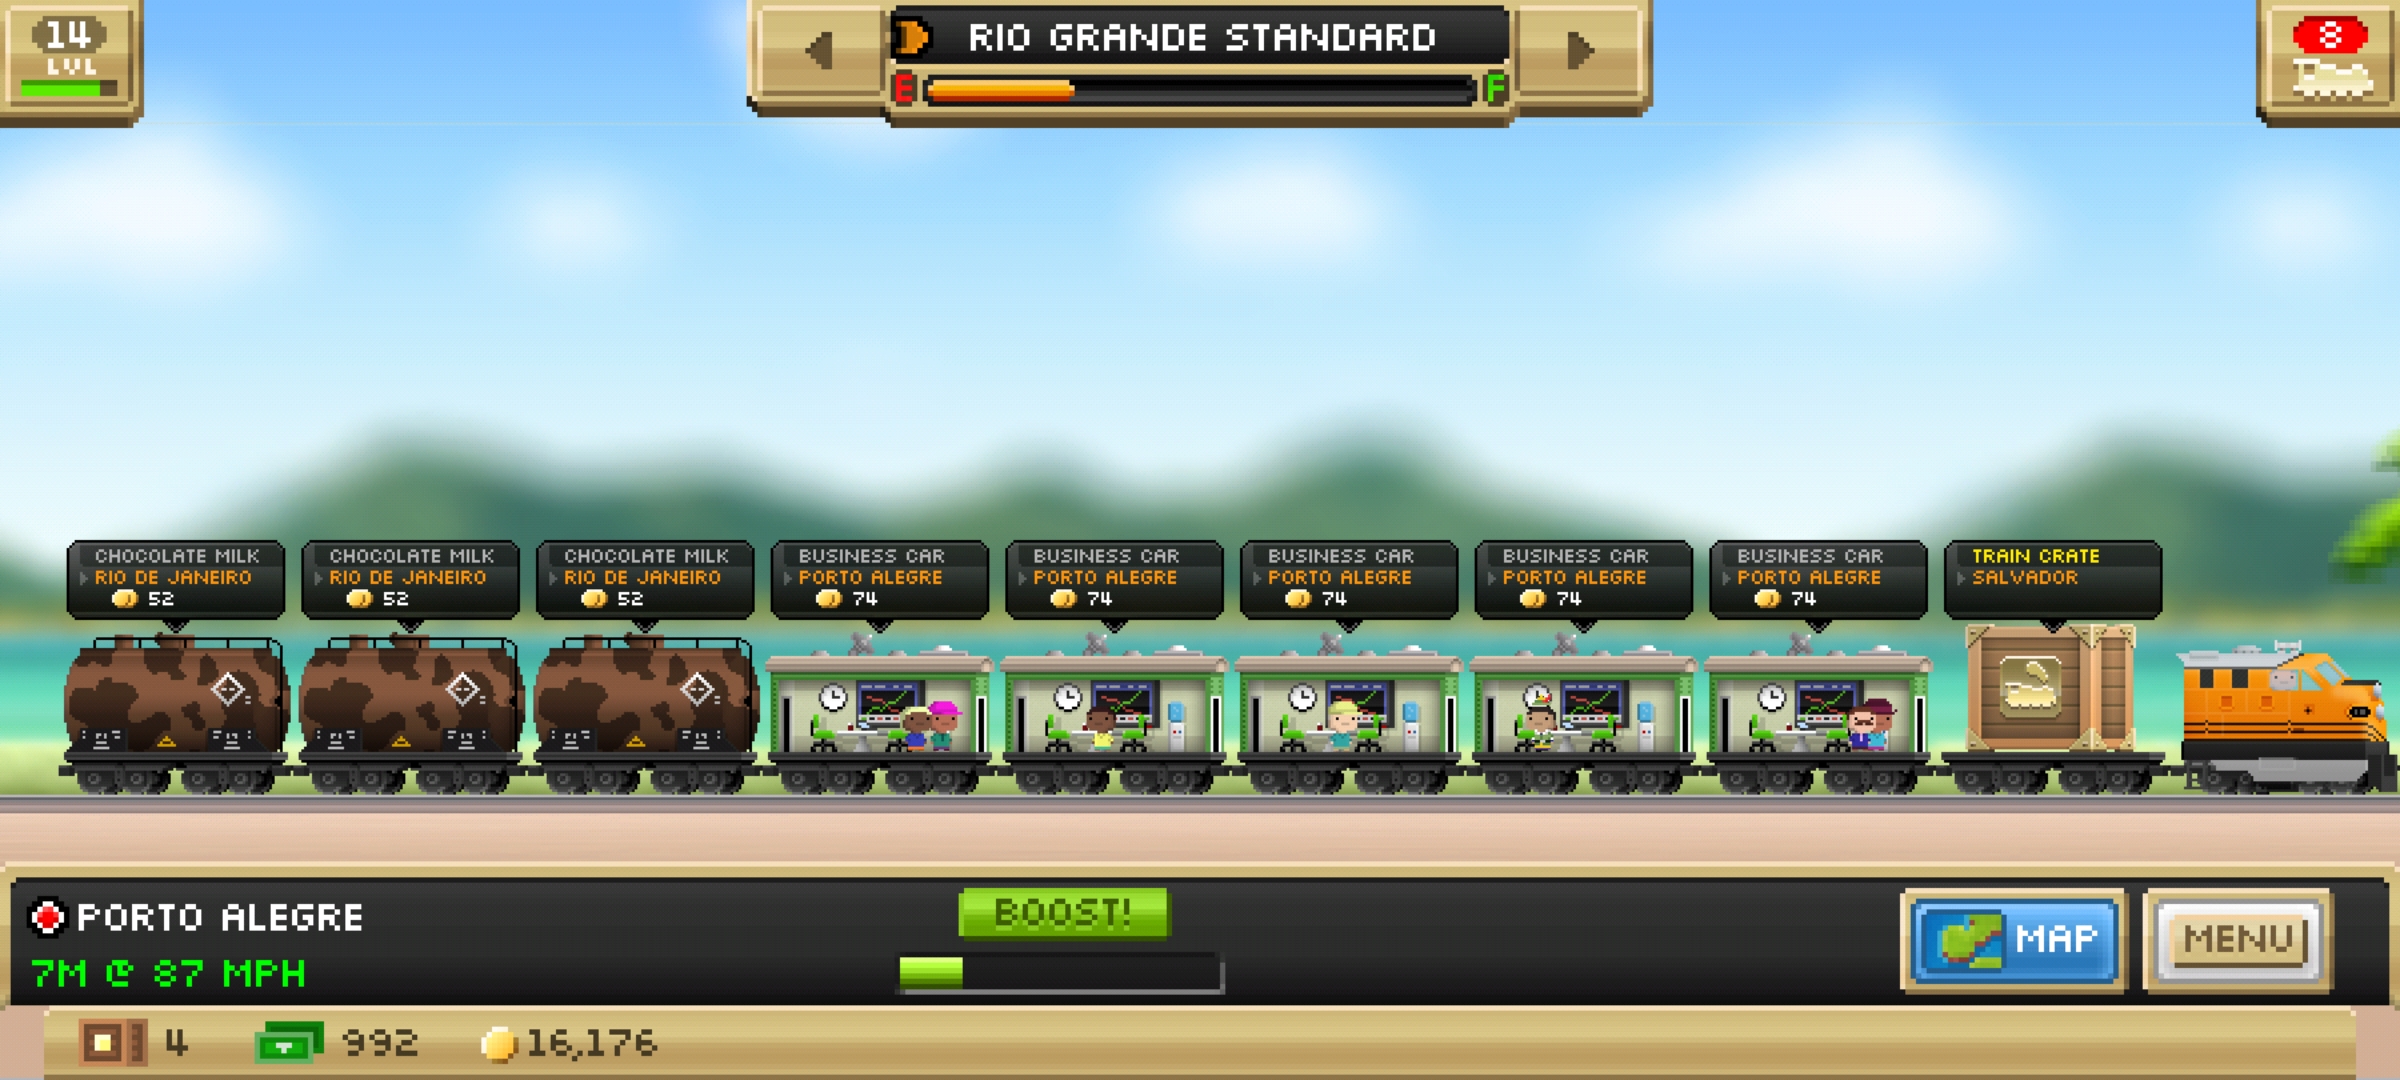 14
LVL
RIO GRANDE STANDARD
E F
8
CHOCOLATE MILK
RIO DE JANEIRO
52
CHOCOLATE MILK
RIO DE JANEIRO
52
CHOCOLATE MILK
RIO DE JANEIRO
52
BUSINESS CAR
PORTO ALEGRE
74
BUSINESS CAR
PORTO ALEGRE
74
BUSINESS CAR
PORTO ALEGRE
74
BUSINESS CAR
PORTO ALEGRE
74
BUSINESS CAR
PORTO ALEGRE
74
TRAIN CRATE
SALVADOR
PORTO ALEGRE
7M @ 87 MPH
BOOST!
MAP
MENU
4
992
16,176